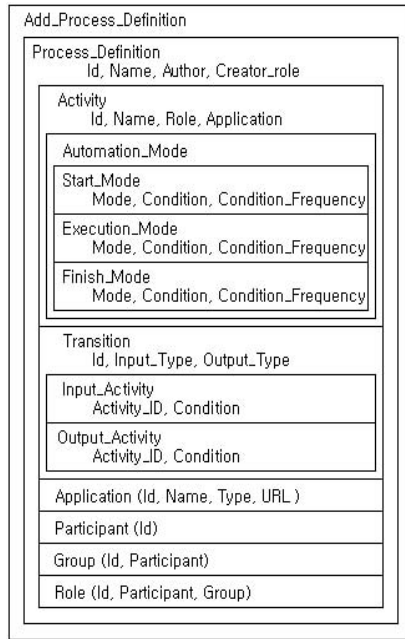 Add_Process_Definition
Process_Definition
Id, Name, Author, Creator_role
Activity
Id, Name, Role, Application
Automation_Mode
Start_Mode
Mode, Condition, Condition_Frequency
Execution_Mode
Mode, Condition, Condition_Frequency
Finish_Mode
Mode, Condition, Condition_Frequency
Transition
Id, Input_Type, Output_Type
Input_Activity
Activity_ID, Condition
Output_Activity
Activity_ID, Condition
Application (Id, Name, Type, URL )
Participant (Id)
Group (Id, Participant)
Role (Id, Participant, Group)